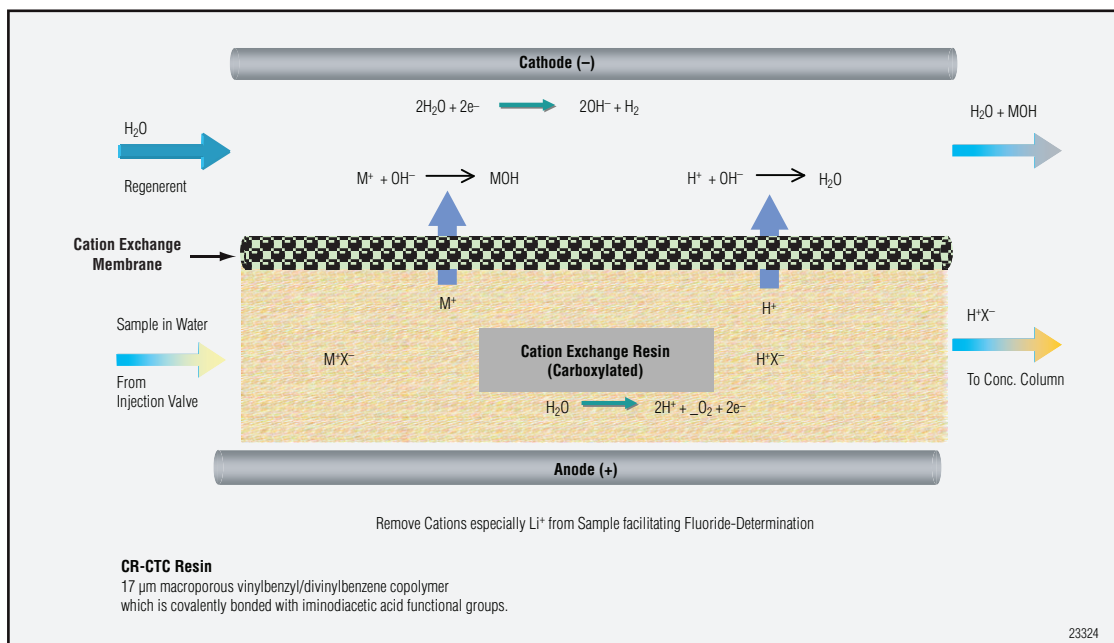 Cathode (–)
2H₂O + 2e⁻ 2OH⁻ + H₂
H₂O
Regenerent
H₂O + MOH
M⁺ + OH⁻ MOH
H⁺ + OH⁻ H₂O
Cation Exchange
Membrane
M⁺
H⁺
Sample in Water
From
Injection Valve
M⁺X⁻
Cation Exchange Resin
(Carboxylated)
H⁺X⁻
H₂O 2H⁺ + _O₂ + 2e⁻
H⁺X⁻
To Conc. Column
Anode (+)
Remove Cations especially Li⁺ from Sample facilitating Fluoride-Determination
CR-CTC Resin
17 µm macroporous vinylbenzyl/divinylbenzene copolymer
which is covalently bonded with iminodiacetic acid functional groups.
23324